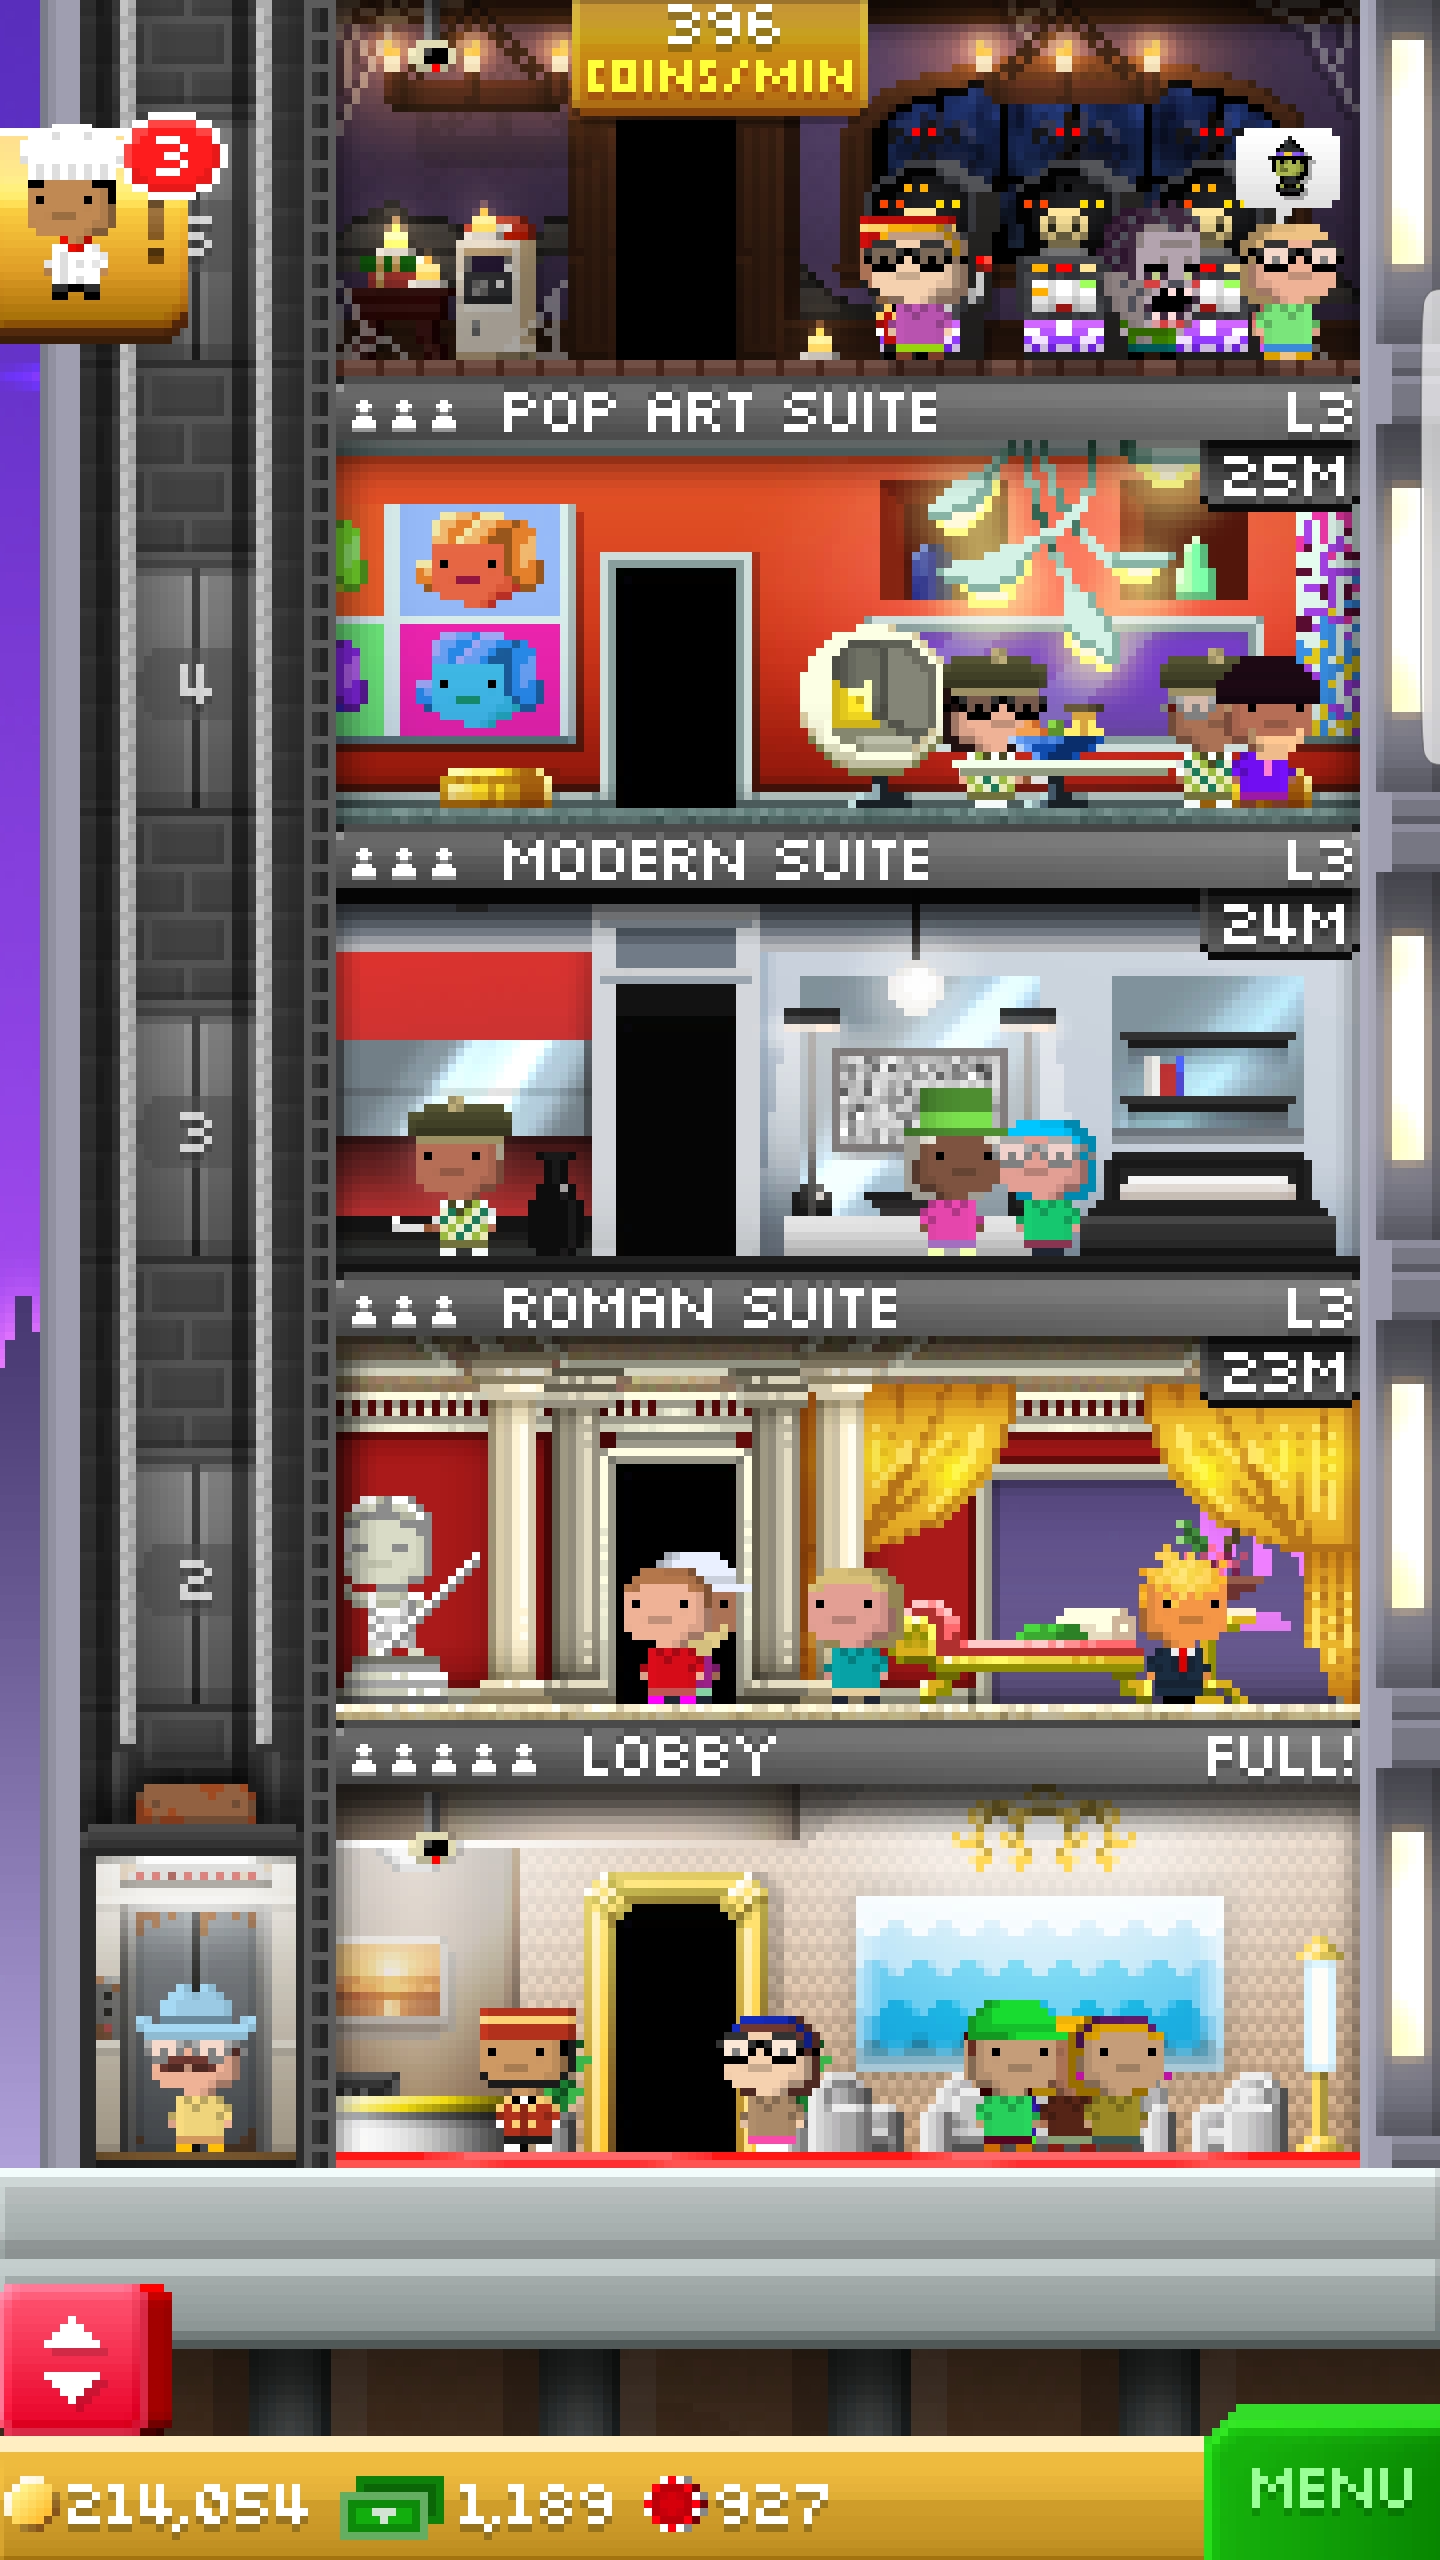 396
COINS/MIN
3
!
5
POP ART SUITE L3
25M
4
MODERN SUITE L3
24M
3
ROMAN SUITE L3
23M
2
LOBBY FULL!
MENU
214,054 1,189 927